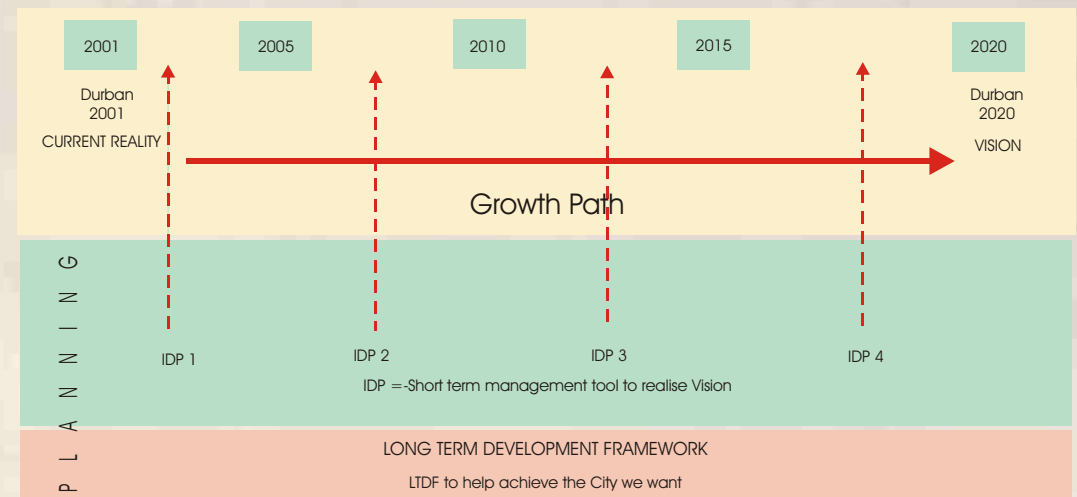 2001
2005
2010
2015
2020
Durban
2001
CURRENT REALITY
Durban
2020
VISION
Growth Path
PLANNING
IDP 1
IDP 2
IDP 3
IDP 4
IDP =-Short term management tool to realise Vision
LONG TERM DEVELOPMENT FRAMEWORK
LTDF to help achieve the City we want